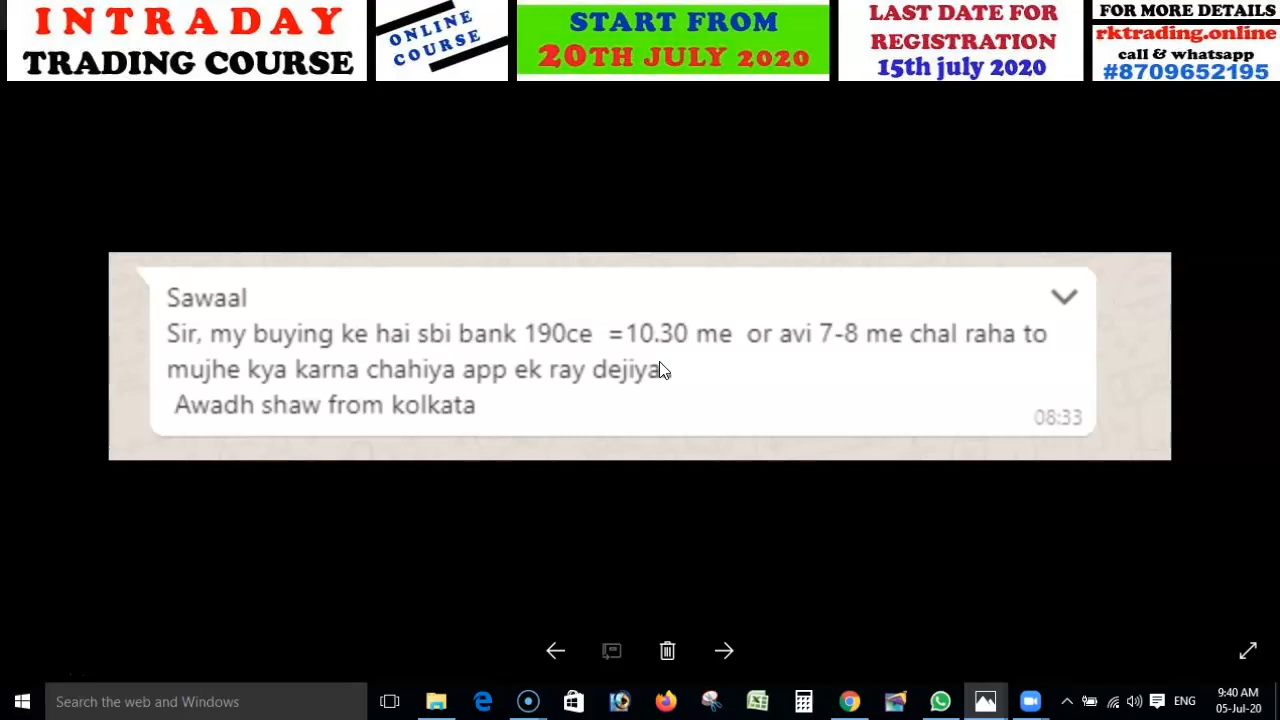 INTRADAY
TRADING COURSE
ONLINE
COURSE
START FROM
20TH JULY 2020
LAST DATE FOR
REGISTRATION
15th july 2020
FOR MORE DETAILS
rktrading.online
call & whatsapp
#8709652195
Sawaal
Sir, my buying ke hai sbi bank 190ce =10.30 me or avi 7-8 me chal raha to
mujhe kya karna chahiya app ek ray dejiya
Awadh shaw from kolkata
08:33
Search the web and Windows
ENG
9:40 AM
05-Jul-20